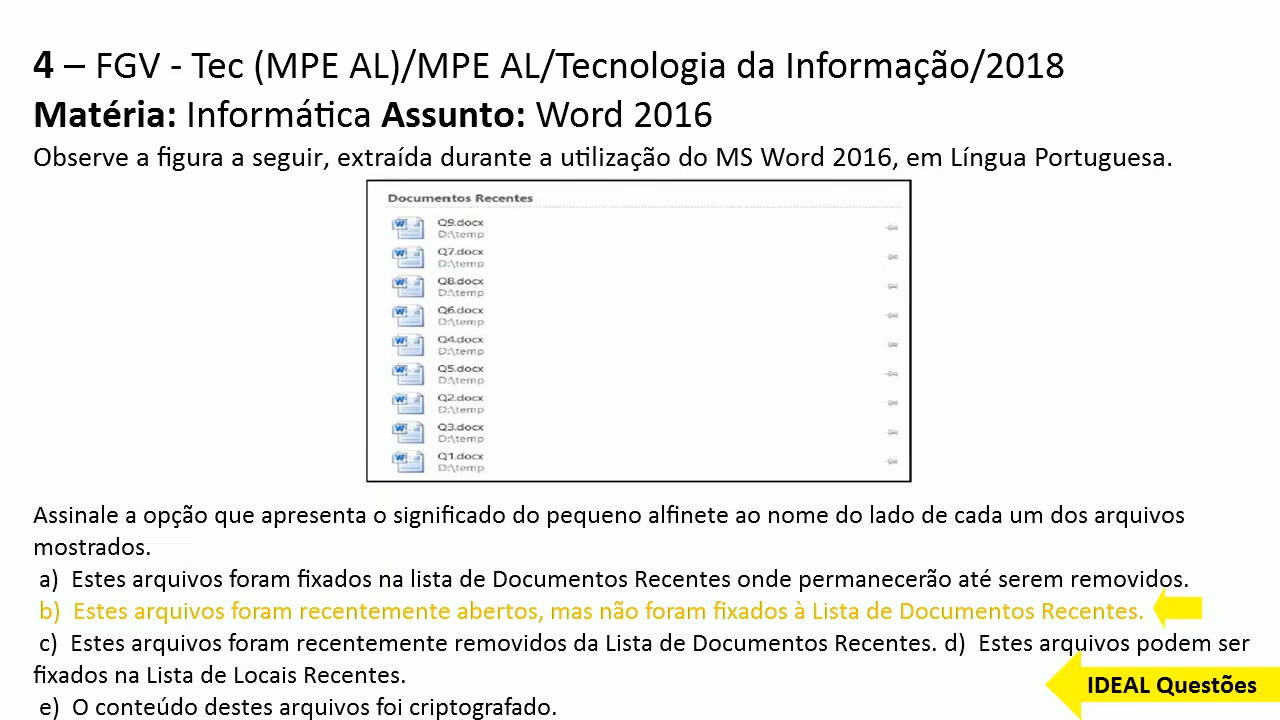 4 – FGV - Tec (MPE AL)/MPE AL/Tecnologia da Informação/2018
Matéria: Informática Assunto: Word 2016
Observe a figura a seguir, extraída durante a utilização do MS Word 2016, em Língua Portuguesa.
Documentos Recentes
Q9.docx
D:\temp
Q7.docx
D:\temp
Q8.docx
D:\temp
Q6.docx
D:\temp
Q4.docx
D:\temp
Q5.docx
D:\temp
Q2.docx
D:\temp
Q3.docx
D:\temp
Q1.docx
D:\temp
Assinale a opção que apresenta o significado do pequeno alfinete ao nome do lado de cada um dos arquivos
mostrados.
a) Estes arquivos foram fixados na lista de Documentos Recentes onde permanecerão até serem removidos.
b) Estes arquivos foram recentemente abertos, mas não foram fixados à Lista de Documentos Recentes.
c) Estes arquivos foram recentemente removidos da Lista de Documentos Recentes. d) Estes arquivos podem ser
fixados na Lista de Locais Recentes.
IDEAL Questões
e) O conteúdo destes arquivos foi criptografado.